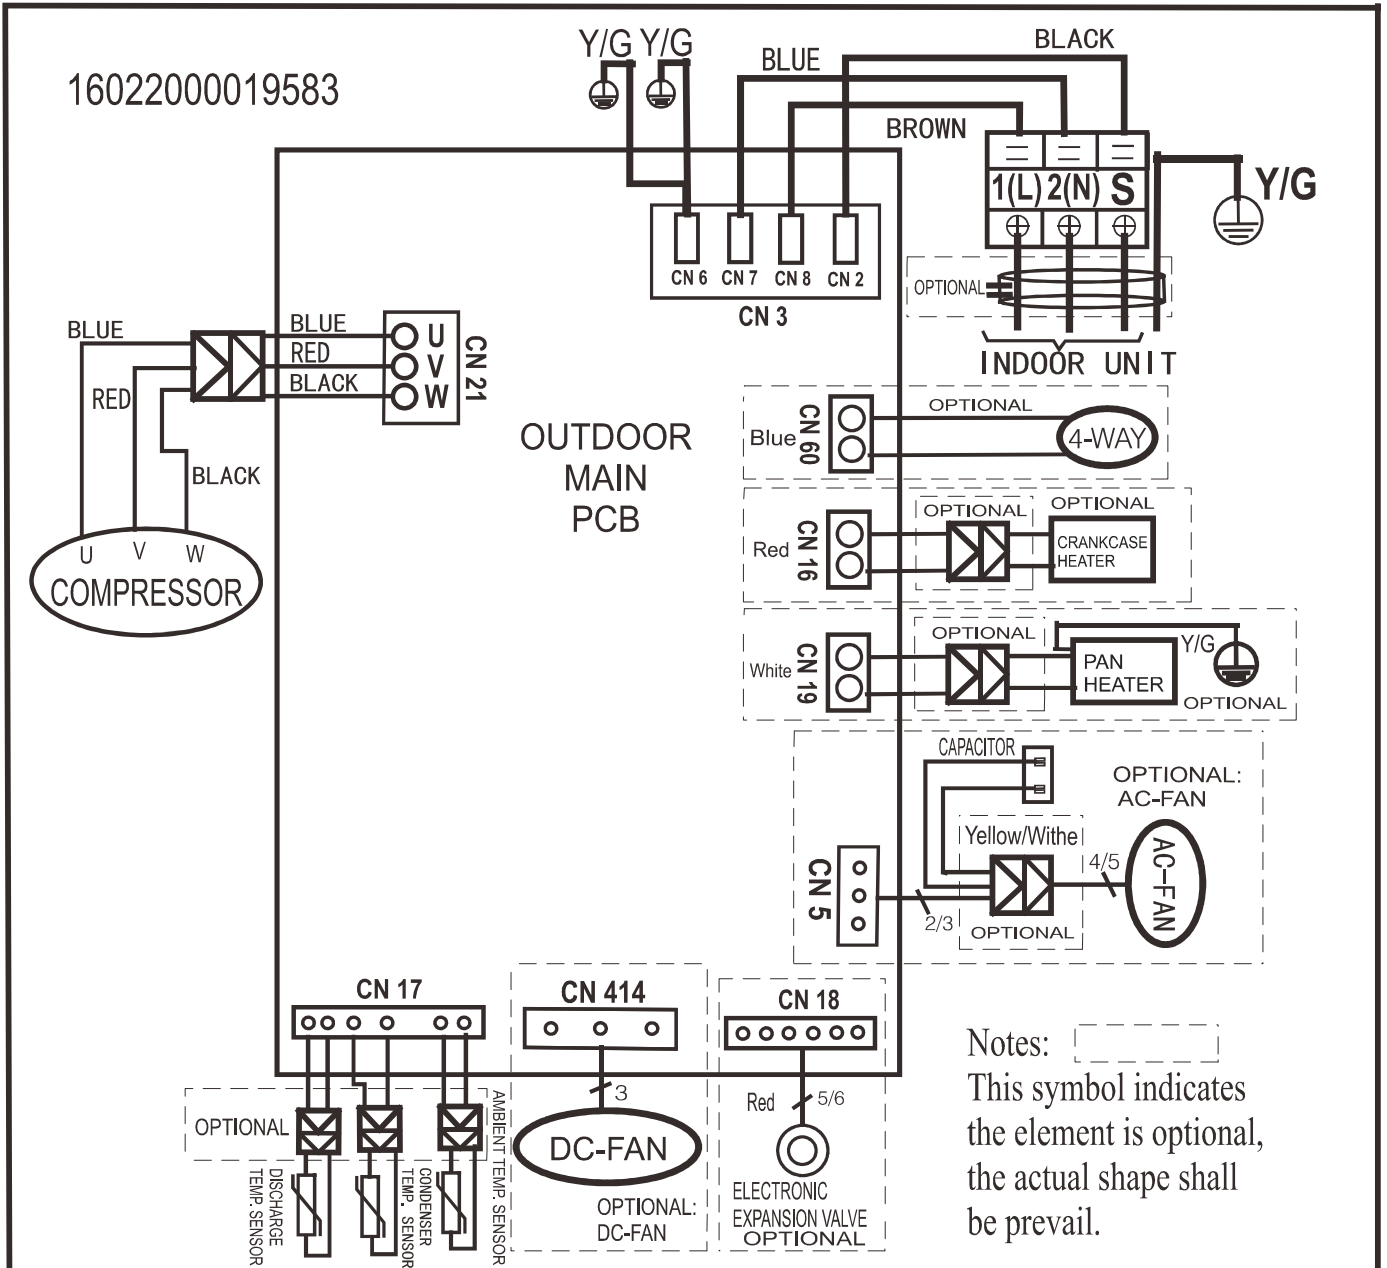 16022000019583
Y/G Y/G
BLUE
BLACK
BROWN
1(L) 2(N) S
Y/G
CN 6 CN 7 CN 8 CN 2
CN 3
OPTIONAL
INDOOR UNIT
BLUE
RED
BLACK
BLUE
RED
BLACK
U
V
W
CN 21
U V W
COMPRESSOR
OUTDOOR
MAIN
PCB
Blue
CN 60
OPTIONAL
4-WAY
Red
CN 16
OPTIONAL
OPTIONAL
CRANKCASE
HEATER
White
CN 19
OPTIONAL
PAN
HEATER
Y/G
OPTIONAL
CAPACITOR
OPTIONAL:
AC-FAN
Yellow/Withe
CN 5
2/3
OPTIONAL
4/5
AC-FAN
CN 17
OPTIONAL
DISCHARGE
TEMP. SENSOR
CONDENSER
TEMP. SENSOR
AMBIENT TEMP. SENSOR
CN 414
3
DC-FAN
OPTIONAL:
DC-FAN
CN 18
Red
5/6
ELECTRONIC
EXPANSION VALVE
OPTIONAL
Notes:
This symbol indicates
the element is optional,
the actual shape shall
be prevail.